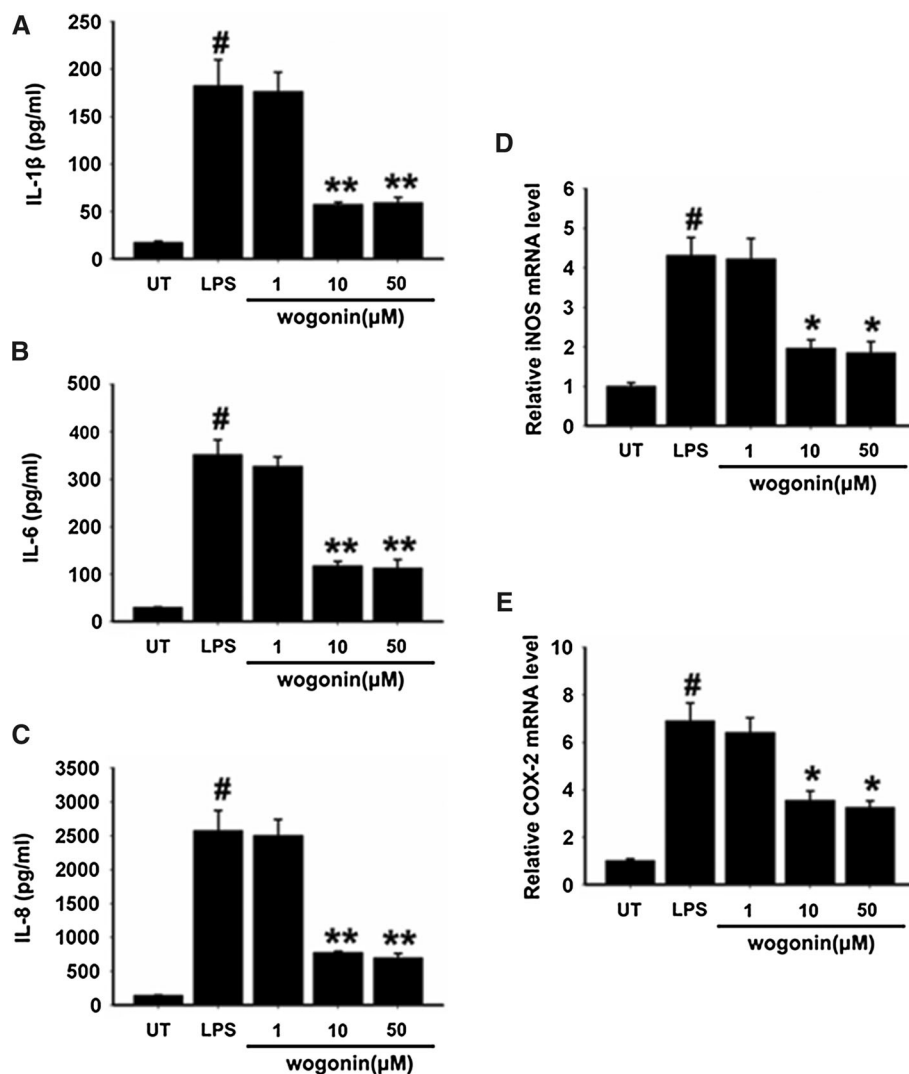 A
IL-1β (pg/ml)
250
200
150
100
50
0
#
**
**
UT LPS 1 10 50
wogonin(μM)
B
IL-6 (pg/ml)
500
400
300
200
100
0
#
**
**
UT LPS 1 10 50
wogonin(μM)
C
IL-8 (pg/ml)
3500
3000
2500
2000
1500
1000
500
0
#
**
**
UT LPS 1 10 50
wogonin(μM)
D
Relative iNOS mRNA level
6
5
4
3
2
1
0
#
*
*
UT LPS 1 10 50
wogonin(μM)
E
Relative COX-2 mRNA level
10
8
6
4
2
0
#
*
*
UT LPS 1 10 50
wogonin(μM)